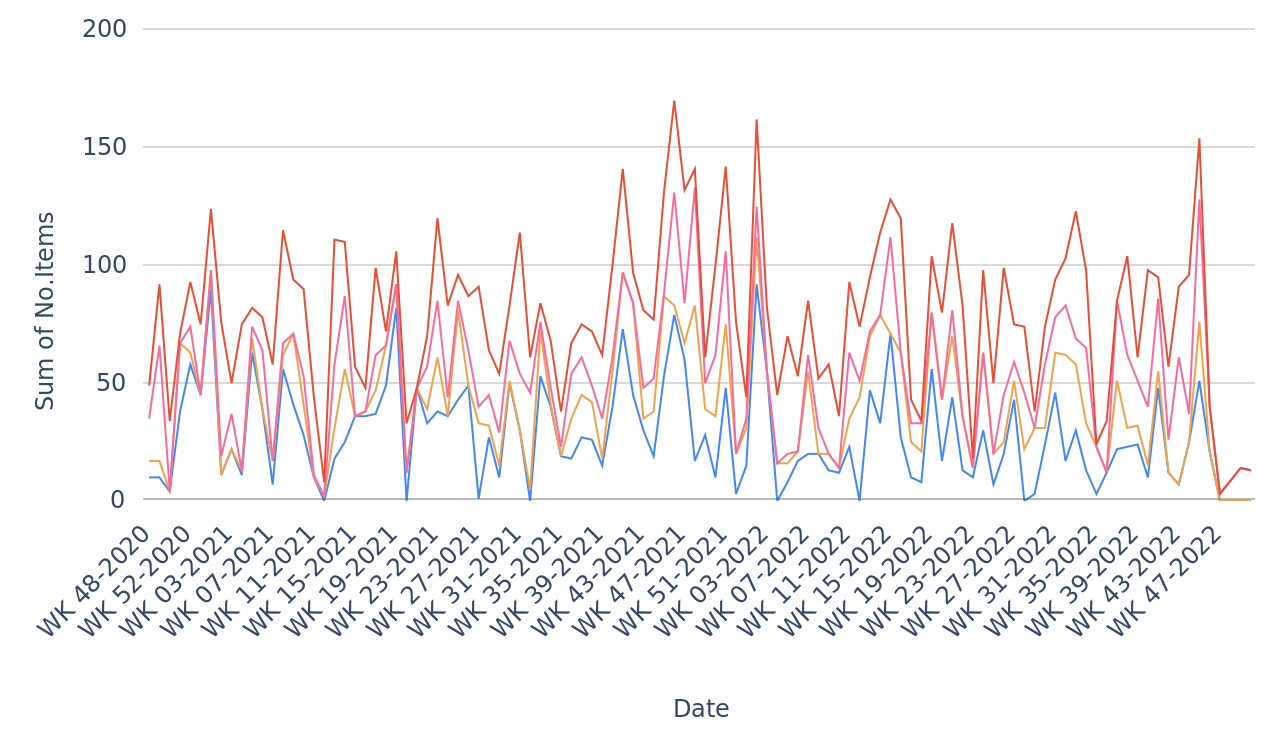 200
150
100
50
0
Sum of No.Items
WK 48-2020
WK 52-2020
WK 03-2021
WK 07-2021
WK 11-2021
WK 15-2021
WK 19-2021
WK 23-2021
WK 27-2021
WK 31-2021
WK 35-2021
WK 39-2021
WK 43-2021
WK 47-2021
WK 51-2021
WK 03-2022
WK 07-2022
WK 11-2022
WK 15-2022
WK 19-2022
WK 23-2022
WK 27-2022
WK 31-2022
WK 35-2022
WK 39-2022
WK 43-2022
WK 47-2022
Date